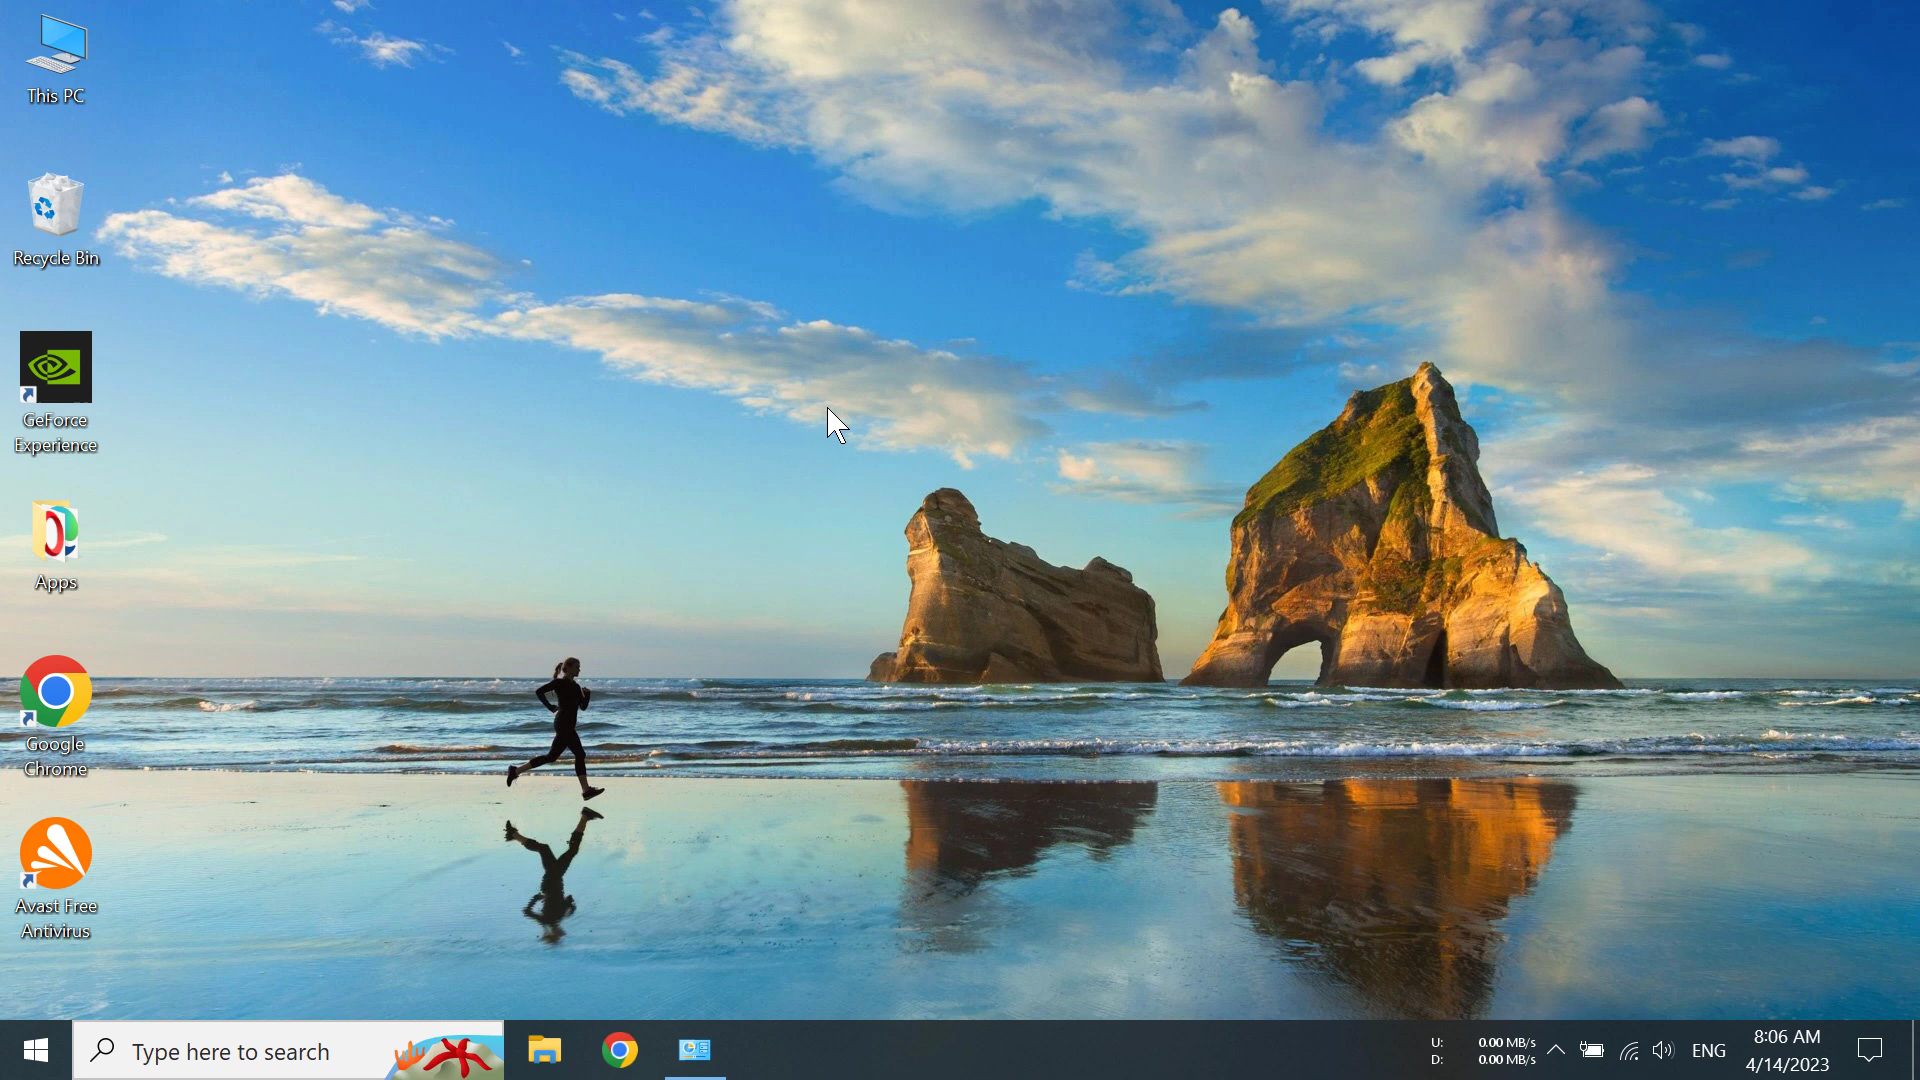 This PC
Recycle Bin
GeForce
Experience
Apps
Google
Chrome
Avast Free
Antivirus
Type here to search
U: 0.00 MB/s
D: 0.00 MB/s
ENG
8:06 AM
4/14/2023